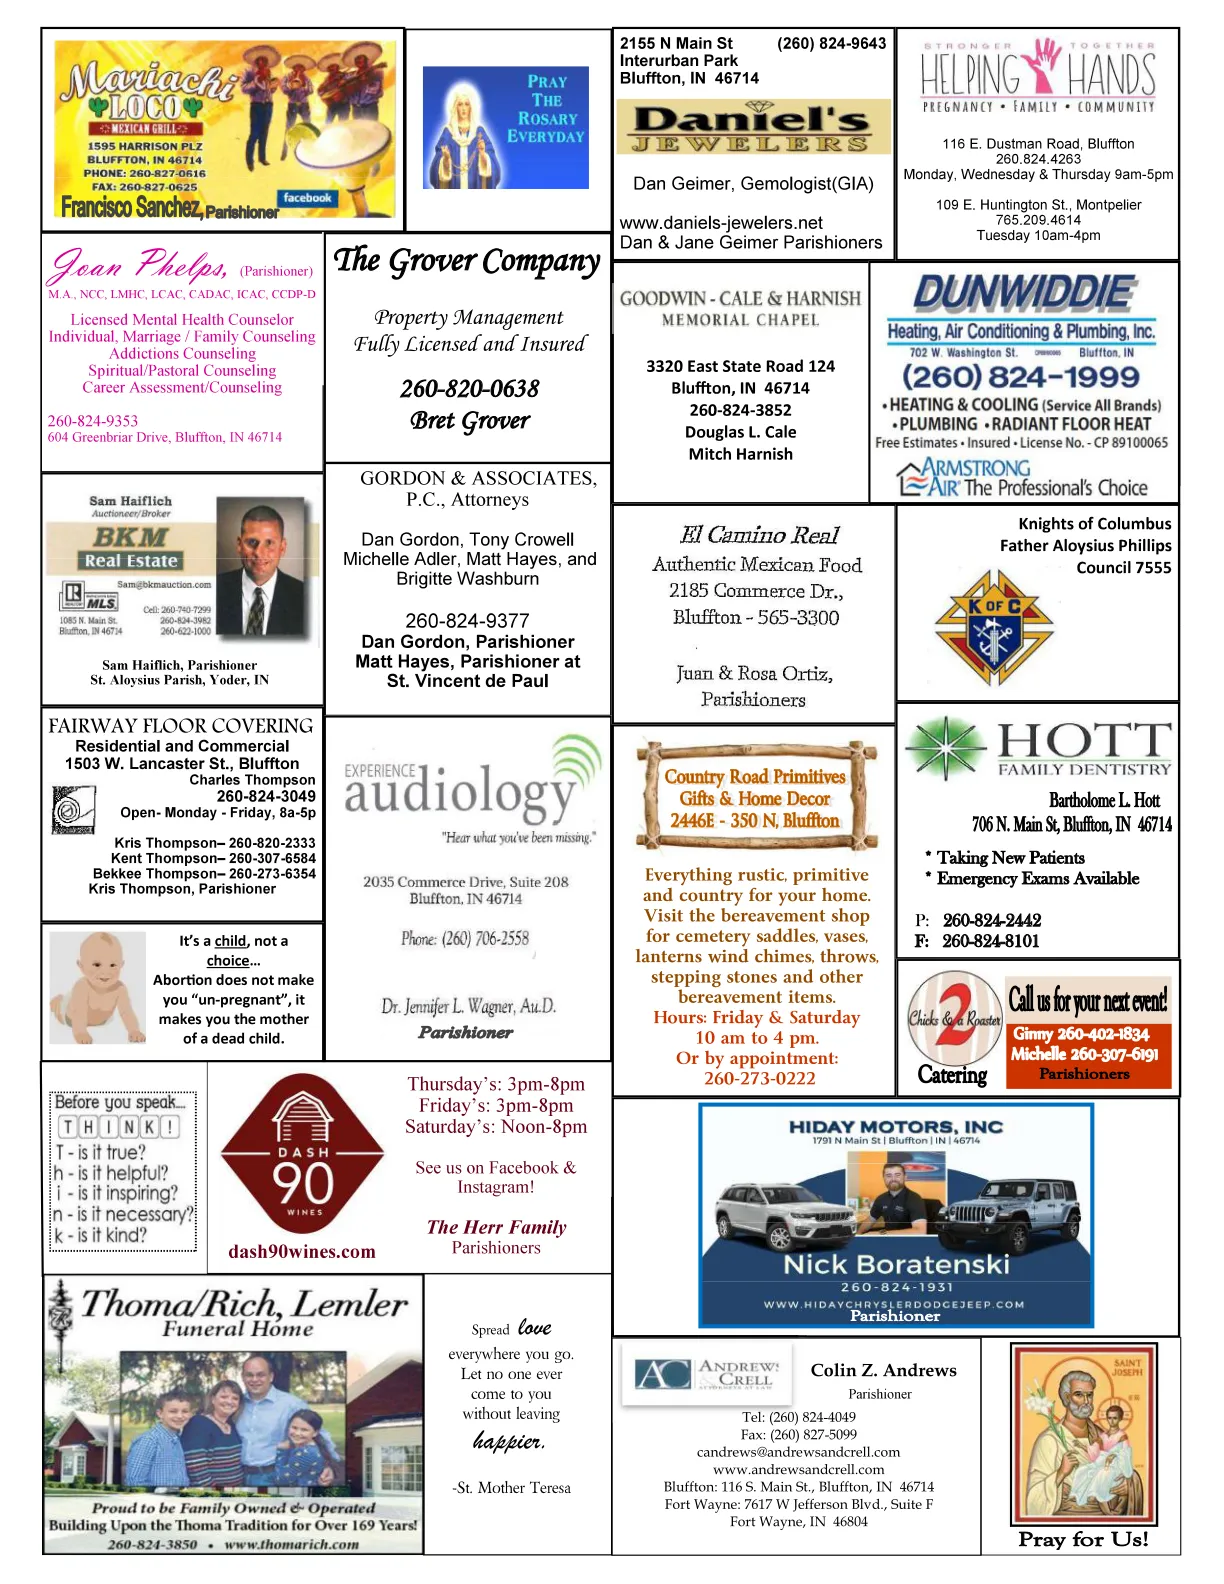 Mariachi
LOCO
MEXICAN GRILL
1595 HARRISON PLZ
BLUFFTON, IN 46714
PHONE: 260-827-0616
FAX: 260-827-0625
facebook
Francisco Sanchez, Parishioner
PRAY
THE
ROSARY
EVERYDAY
2155 N Main St (260) 824-9643
Interurban Park
Bluffton, IN 46714
Daniel's
JEWELERS
Dan Geimer, Gemologist(GIA)
www.daniels-jewelers.net
Dan & Jane Geimer Parishioners
STRONGER TOGETHER
HELPING HANDS
PREGNANCY • FAMILY • COMMUNITY
116 E. Dustman Road, Bluffton
260.824.4263
Monday, Wednesday & Thursday 9am-5pm
109 E. Huntington St., Montpelier
765.209.4614
Tuesday 10am-4pm
Joan Phelps, (Parishioner)
M.A., NCC, LMHC, LCAC, CADAC, ICAC, CCDP-D
Licensed Mental Health Counselor
Individual, Marriage / Family Counseling
Addictions Counseling
Spiritual/Pastoral Counseling
Career Assessment/Counseling
260-824-9353
604 Greenbriar Drive, Bluffton, IN 46714
The Grover Company
Property Management
Fully Licensed and Insured
260-820-0638
Bret Grover
GOODWIN - CALE & HARNISH
MEMORIAL CHAPEL
3320 East State Road 124
Bluffton, IN 46714
260-824-3852
Douglas L. Cale
Mitch Harnish
DUNWIDDIE
Heating, Air Conditioning & Plumbing, Inc.
702 W. Washington St. Bluffton, IN
(260) 824-1999
• HEATING & COOLING (Service All Brands)
• PLUMBING • RADIANT FLOOR HEAT
Free Estimates • Insured • License No. - CP 89100065
ARMSTRONG
AIR The Professional's Choice
Sam Haiflich
Auctioneer/Broker
BKM
Real Estate
Sam@bkmauction.com
REALTOR MLS
Cell: 260-740-7299
1085 N. Main St. 260-824-3982
Bluffton, IN 46714 260-622-1000
Sam Haiflich, Parishioner
St. Aloysius Parish, Yoder, IN
GORDON & ASSOCIATES,
P.C., Attorneys
Dan Gordon, Tony Crowell
Michelle Adler, Matt Hayes, and
Brigitte Washburn
260-824-9377
Dan Gordon, Parishioner
Matt Hayes, Parishioner at
St. Vincent de Paul
El Camino Real
Authentic Mexican Food
2185 Commerce Dr.,
Bluffton - 565-3300
Juan & Rosa Ortiz,
Parishioners
Knights of Columbus
Father Aloysius Phillips
Council 7555
K OF C
FAIRWAY FLOOR COVERING
Residential and Commercial
1503 W. Lancaster St., Bluffton
Charles Thompson
260-824-3049
Open- Monday - Friday, 8a-5p
Kris Thompson– 260-820-2333
Kent Thompson– 260-307-6584
Bekkee Thompson– 260-273-6354
Kris Thompson, Parishioner
EXPERIENCE
audiology
"Hear what you've been missing."
2035 Commerce Drive, Suite 208
Bluffton, IN 46714
Phone: (260) 706-2558
Dr. Jennifer L. Wagner, Au.D.
Parishioner
Country Road Primitives
Gifts & Home Decor
2446E - 350 N, Bluffton
Everything rustic, primitive
and country for your home.
Visit the bereavement shop
for cemetery saddles, vases,
lanterns wind chimes, throws,
stepping stones and other
bereavement items.
Hours: Friday & Saturday
10 am to 4 pm.
Or by appointment:
260-273-0222
HOTT
FAMILY DENTISTRY
Bartholome L. Hott
706 N. Main St, Bluffton, IN 46714
* Taking New Patients
* Emergency Exams Available
P: 260-824-2442
F: 260-824-8101
It's a child, not a
choice…
Abortion does not make
you "un-pregnant", it
makes you the mother
of a dead child.
2
Chicks & a Roaster
Catering
Call us for your next event!
Ginny 260-402-1834
Michelle 260-307-6191
Parishioners
Before you speak....
THINK!
T - is it true?
h - is it helpful?
i - is it inspiring?
n - is it necessary?
k - is it kind?
DASH
90
WINES
dash90wines.com
Thursday's: 3pm-8pm
Friday's: 3pm-8pm
Saturday's: Noon-8pm
See us on Facebook &
Instagram!
The Herr Family
Parishioners
HIDAY MOTORS, INC
1791 N Main St | Bluffton | IN | 46714
Nick Boratenski
260-824-1931
WWW.HIDAYCHRYSLERDODGEJEEP.COM
Parishioner
Thoma/Rich, Lemler
Funeral Home
Proud to be Family Owned & Operated
Building Upon the Thoma Tradition for Over 169 Years!
260-824-3850 • www.thomarich.com
Spread love
everywhere you go.
Let no one ever
come to you
without leaving
happier.
-St. Mother Teresa
AC ANDREWS
& CRELL
ATTORNEYS AT LAW
Colin Z. Andrews
Parishioner
Tel: (260) 824-4049
Fax: (260) 827-5099
candrews@andrewsandcrell.com
www.andrewsandcrell.com
Bluffton: 116 S. Main St., Bluffton, IN 46714
Fort Wayne: 7617 W Jefferson Blvd., Suite F
Fort Wayne, IN 46804
SAINT
JOSEPH
Pray for Us!